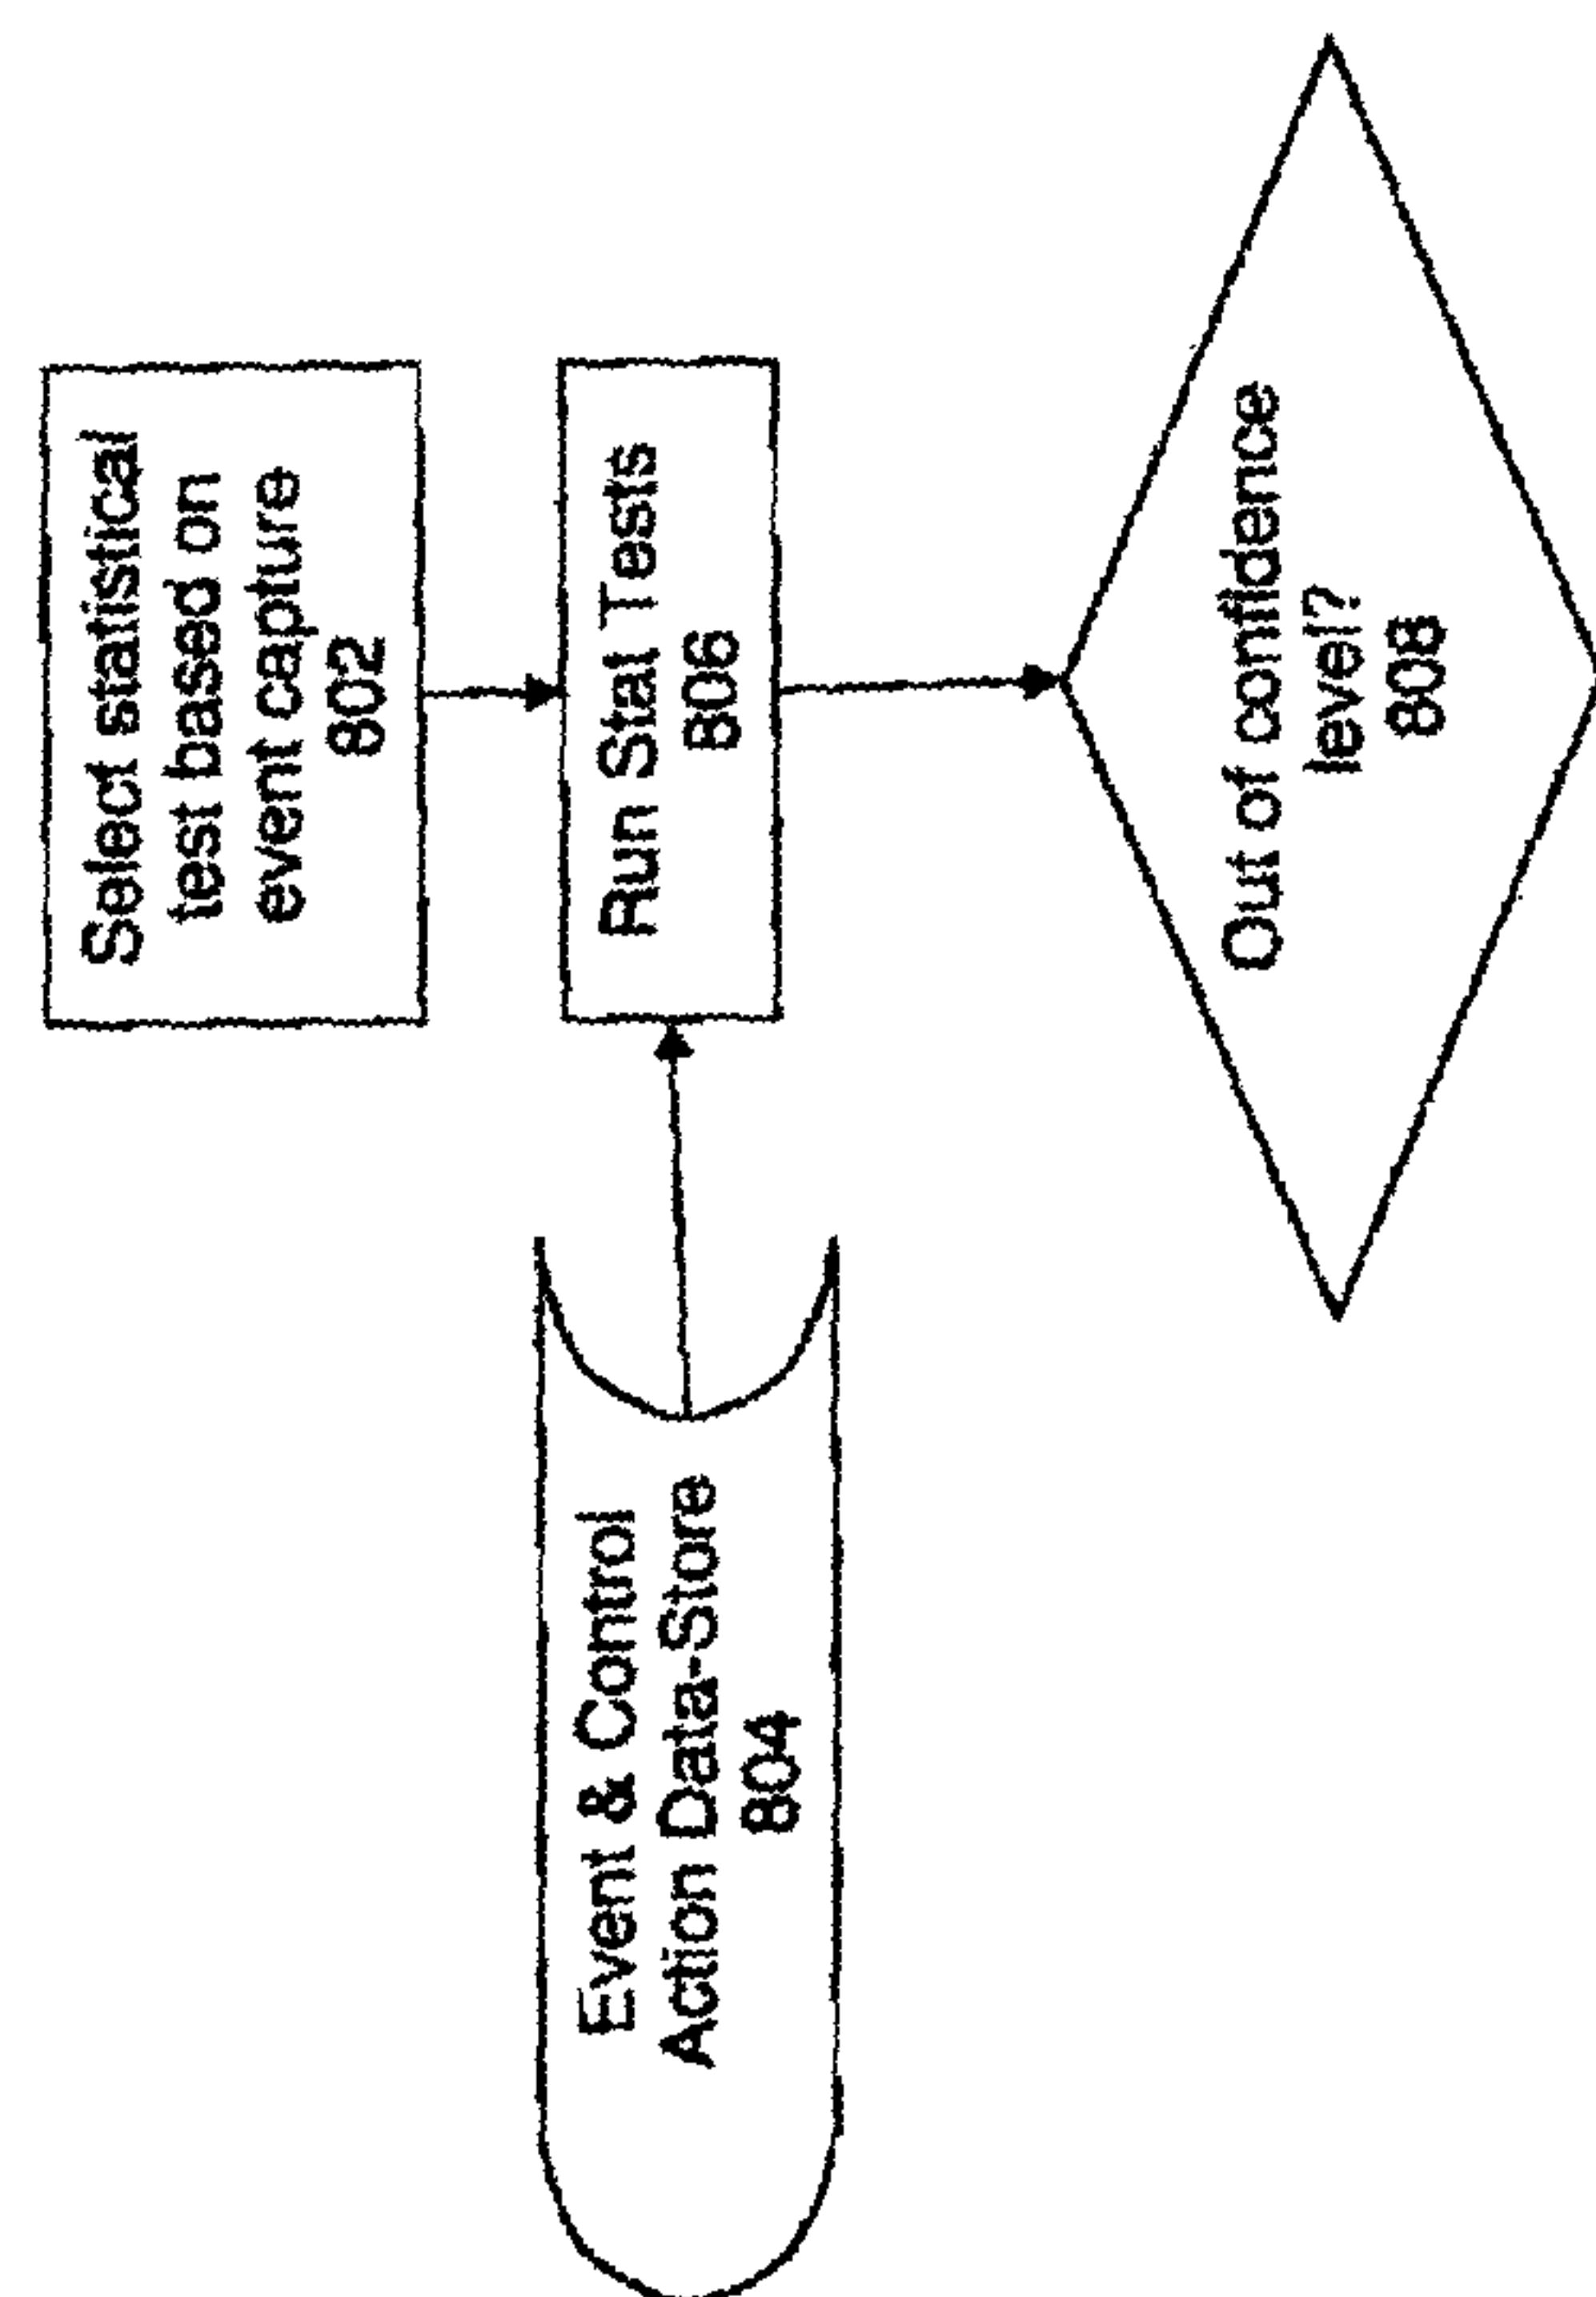 Select statistical
test based on
event capture
802
Event & Control
Action Data-Store
804
Run Stat Tests
806
Out of confidence
level?
808